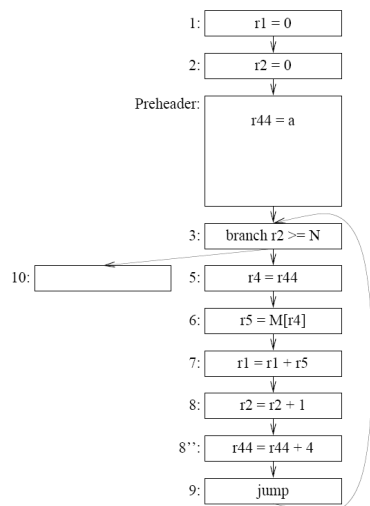 1: r1 = 0
2: r2 = 0
Preheader:
r44 = a
3: branch r2 >= N
10:
5: r4 = r44
6: r5 = M[r4]
7: r1 = r1 + r5
8: r2 = r2 + 1
8’’: r44 = r44 + 4
9: jump